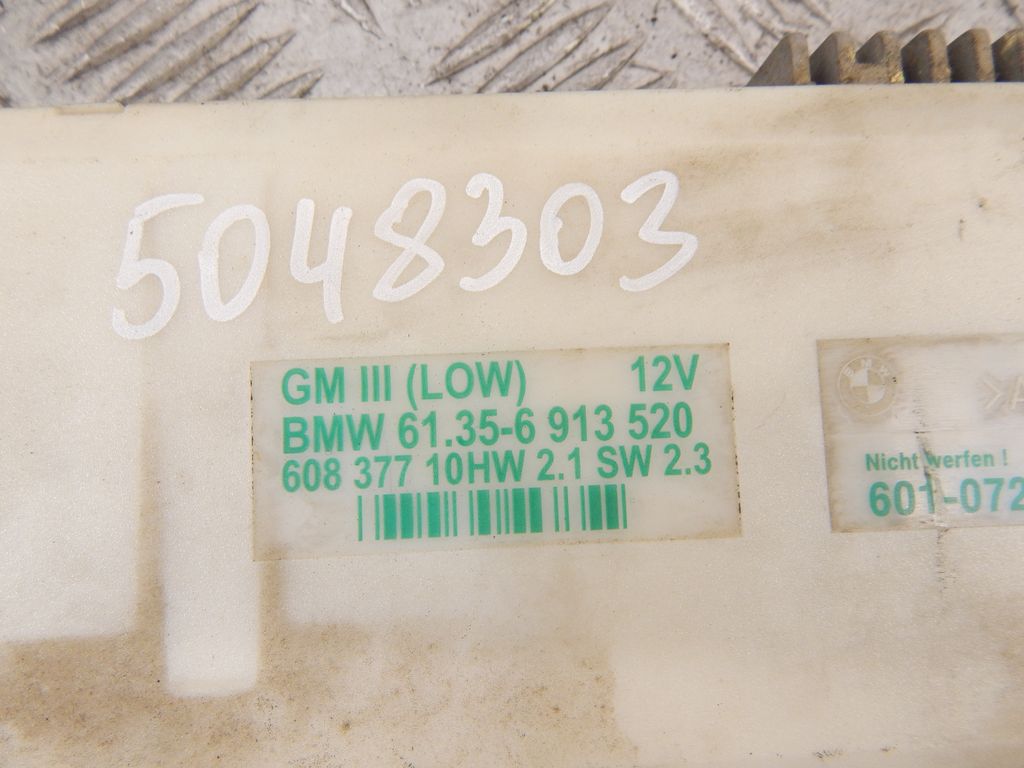 5048303
GM III (LOW) 12V
BMW 61.35-6 913 520
608 377 10HW 2.1 SW 2.3
BMW
Nicht werfen !
601-072